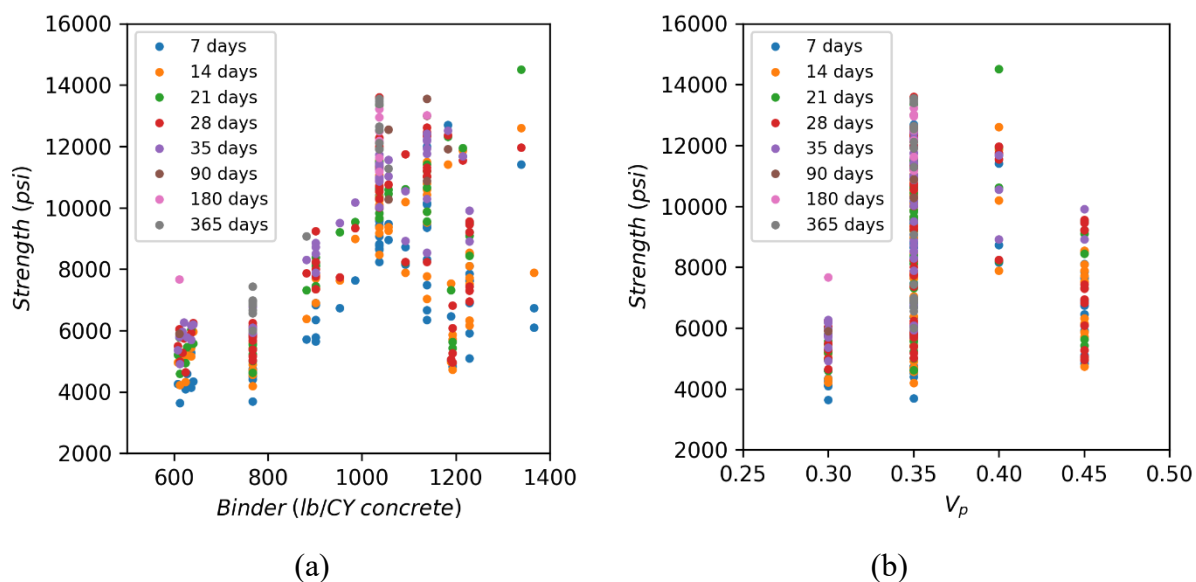 16000
14000
12000
10000
8000
6000
4000
2000
Strength (psi)
7 days
14 days
21 days
28 days
35 days
90 days
180 days
365 days
600 800 1000 1200 1400
Binder (lb/CY concrete)
(a)
16000
14000
12000
10000
8000
6000
4000
2000
Strength (psi)
7 days
14 days
21 days
28 days
35 days
90 days
180 days
365 days
0.25 0.30 0.35 0.40 0.45 0.50
Vp
(b)